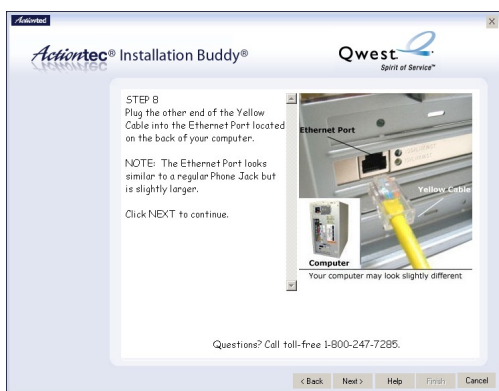 Actiontec
X
Actiontec® Installation Buddy®
Qwest
Spirit of Service™
STEP 8
Plug the other end of the Yellow
Cable into the Ethernet Port located
on the back of your computer.
NOTE: The Ethernet Port looks
similar to a regular Phone Jack but
is slightly larger.
Click NEXT to continue.
Ethernet Port
Yellow Cable
Computer
Your computer may look slightly different
Questions? Call toll-free 1-800-247-7285.
< Back
Next >
Help
Finish
Cancel